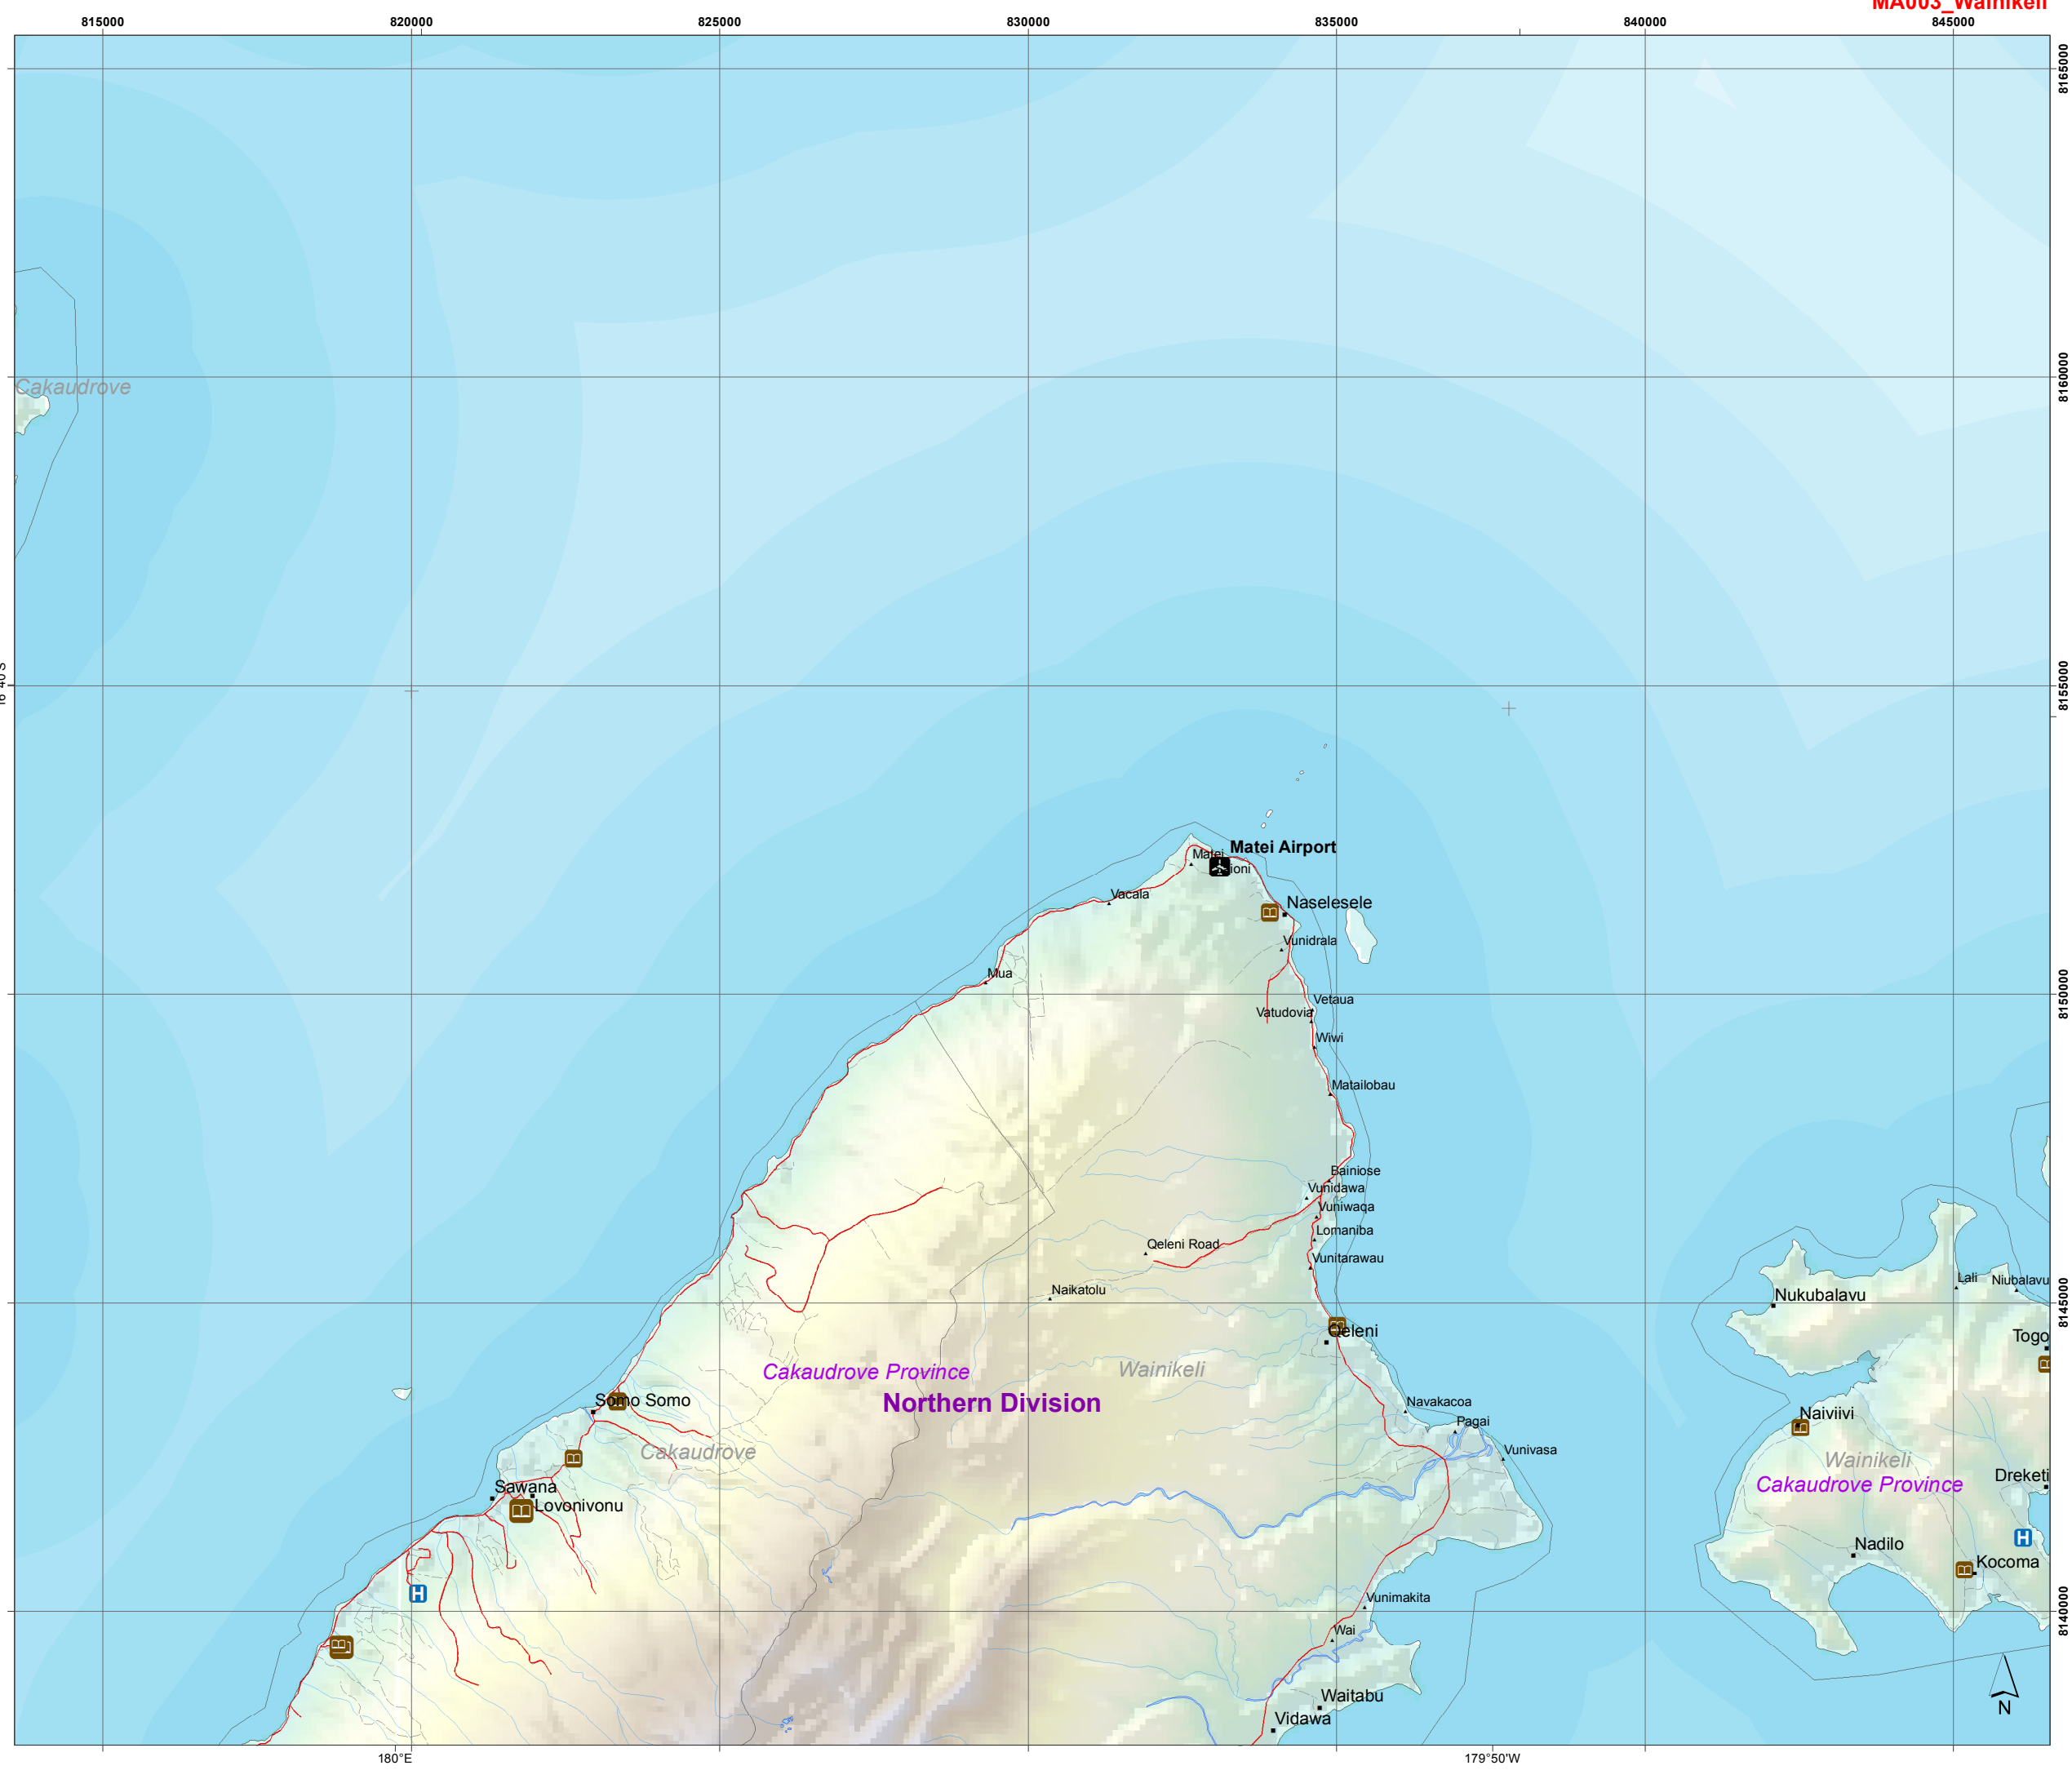 MA003_Wainikeli
815000
820000
825000
830000
835000
840000
845000
8165000
Cakaudrove
8160000
8155000
Matei Airport
Matei
Vacala
Naselesele
Vunidrala
Mua
8150000
Vetaua
Vatudovia
Wiwi
Matailobau
Bainiose
Vunidawa
Vuniwaqa
Lomaniba
Qeleni Road
Vunitarawau
Naikatolu
Lali
Niubalavu
Nukubalavu
8145000
Qeleni
Togo
Cakaudrove Province
Wainikeli
Northern Division
Somo Somo
Navakacoa
Naiviivi
Pagai
Cakaudrove
Vunivasa
Wainikeli
Cakaudrove Province
Dreketi
Sawana
Lovonivonu
H
Nadilo
Kocoma
H
Vunimakita
8140000
Wai
Waitabu
Vidawa
N
180°E
179°50'W